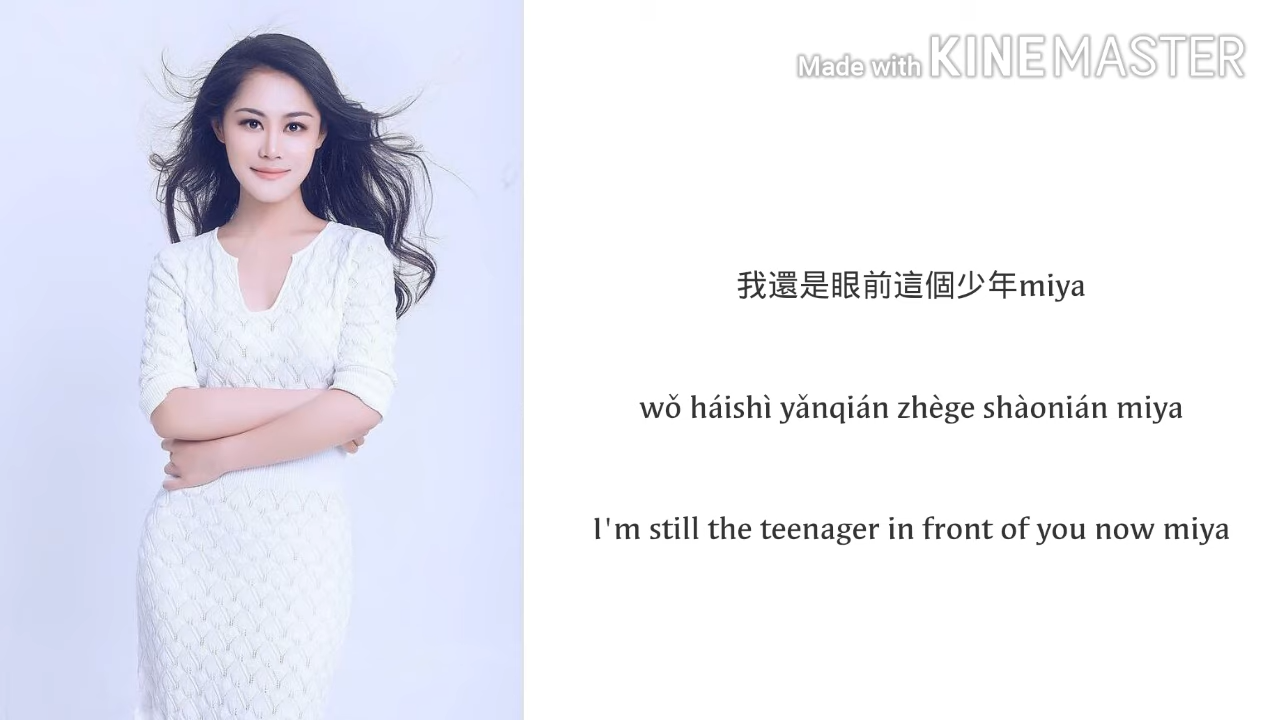 Made with KINEMASTER
我還是眼前這個少年miya
wǒ háishì yǎnqián zhège shàonián miya
I'm still the teenager in front of you now miya